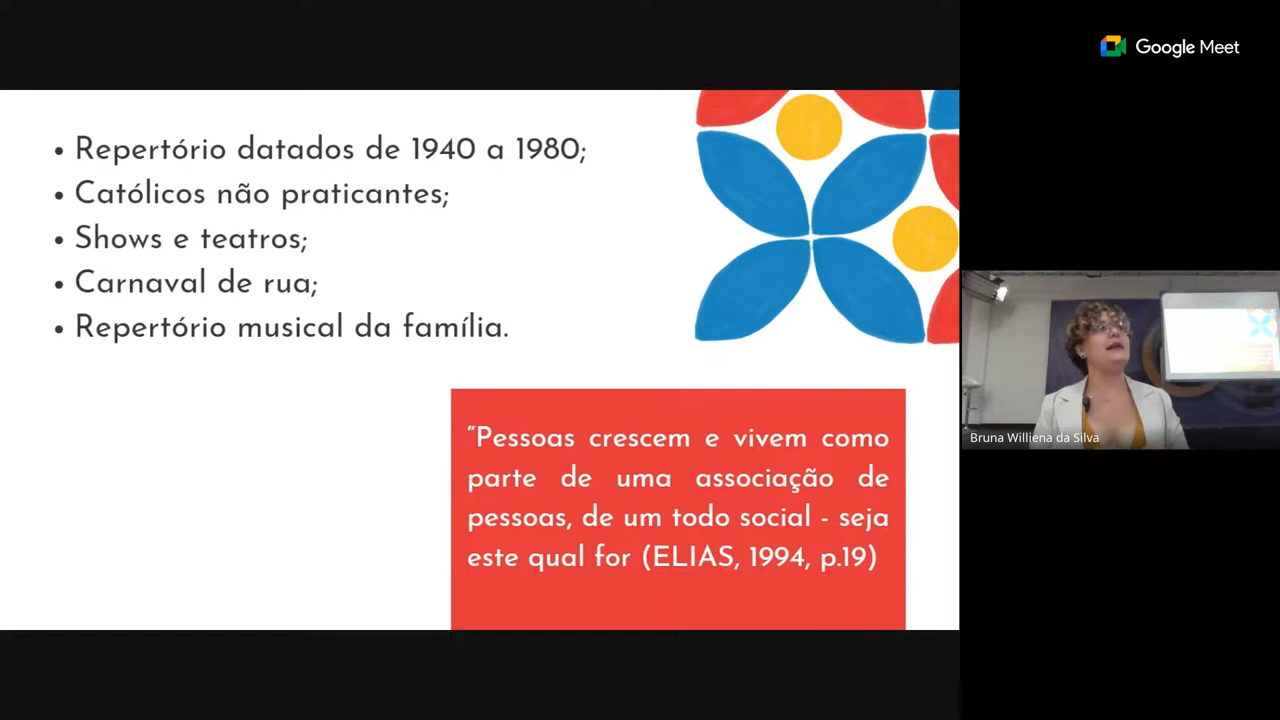 Google Meet
• Repertório datados de 1940 a 1980;
• Católicos não praticantes;
• Shows e teatros;
• Carnaval de rua;
• Repertório musical da família.
“Pessoas crescem e vivem como
parte de uma associação de
pessoas, de um todo social - seja
este qual for (ELIAS, 1994, p.19)
Bruna Williena da Silva